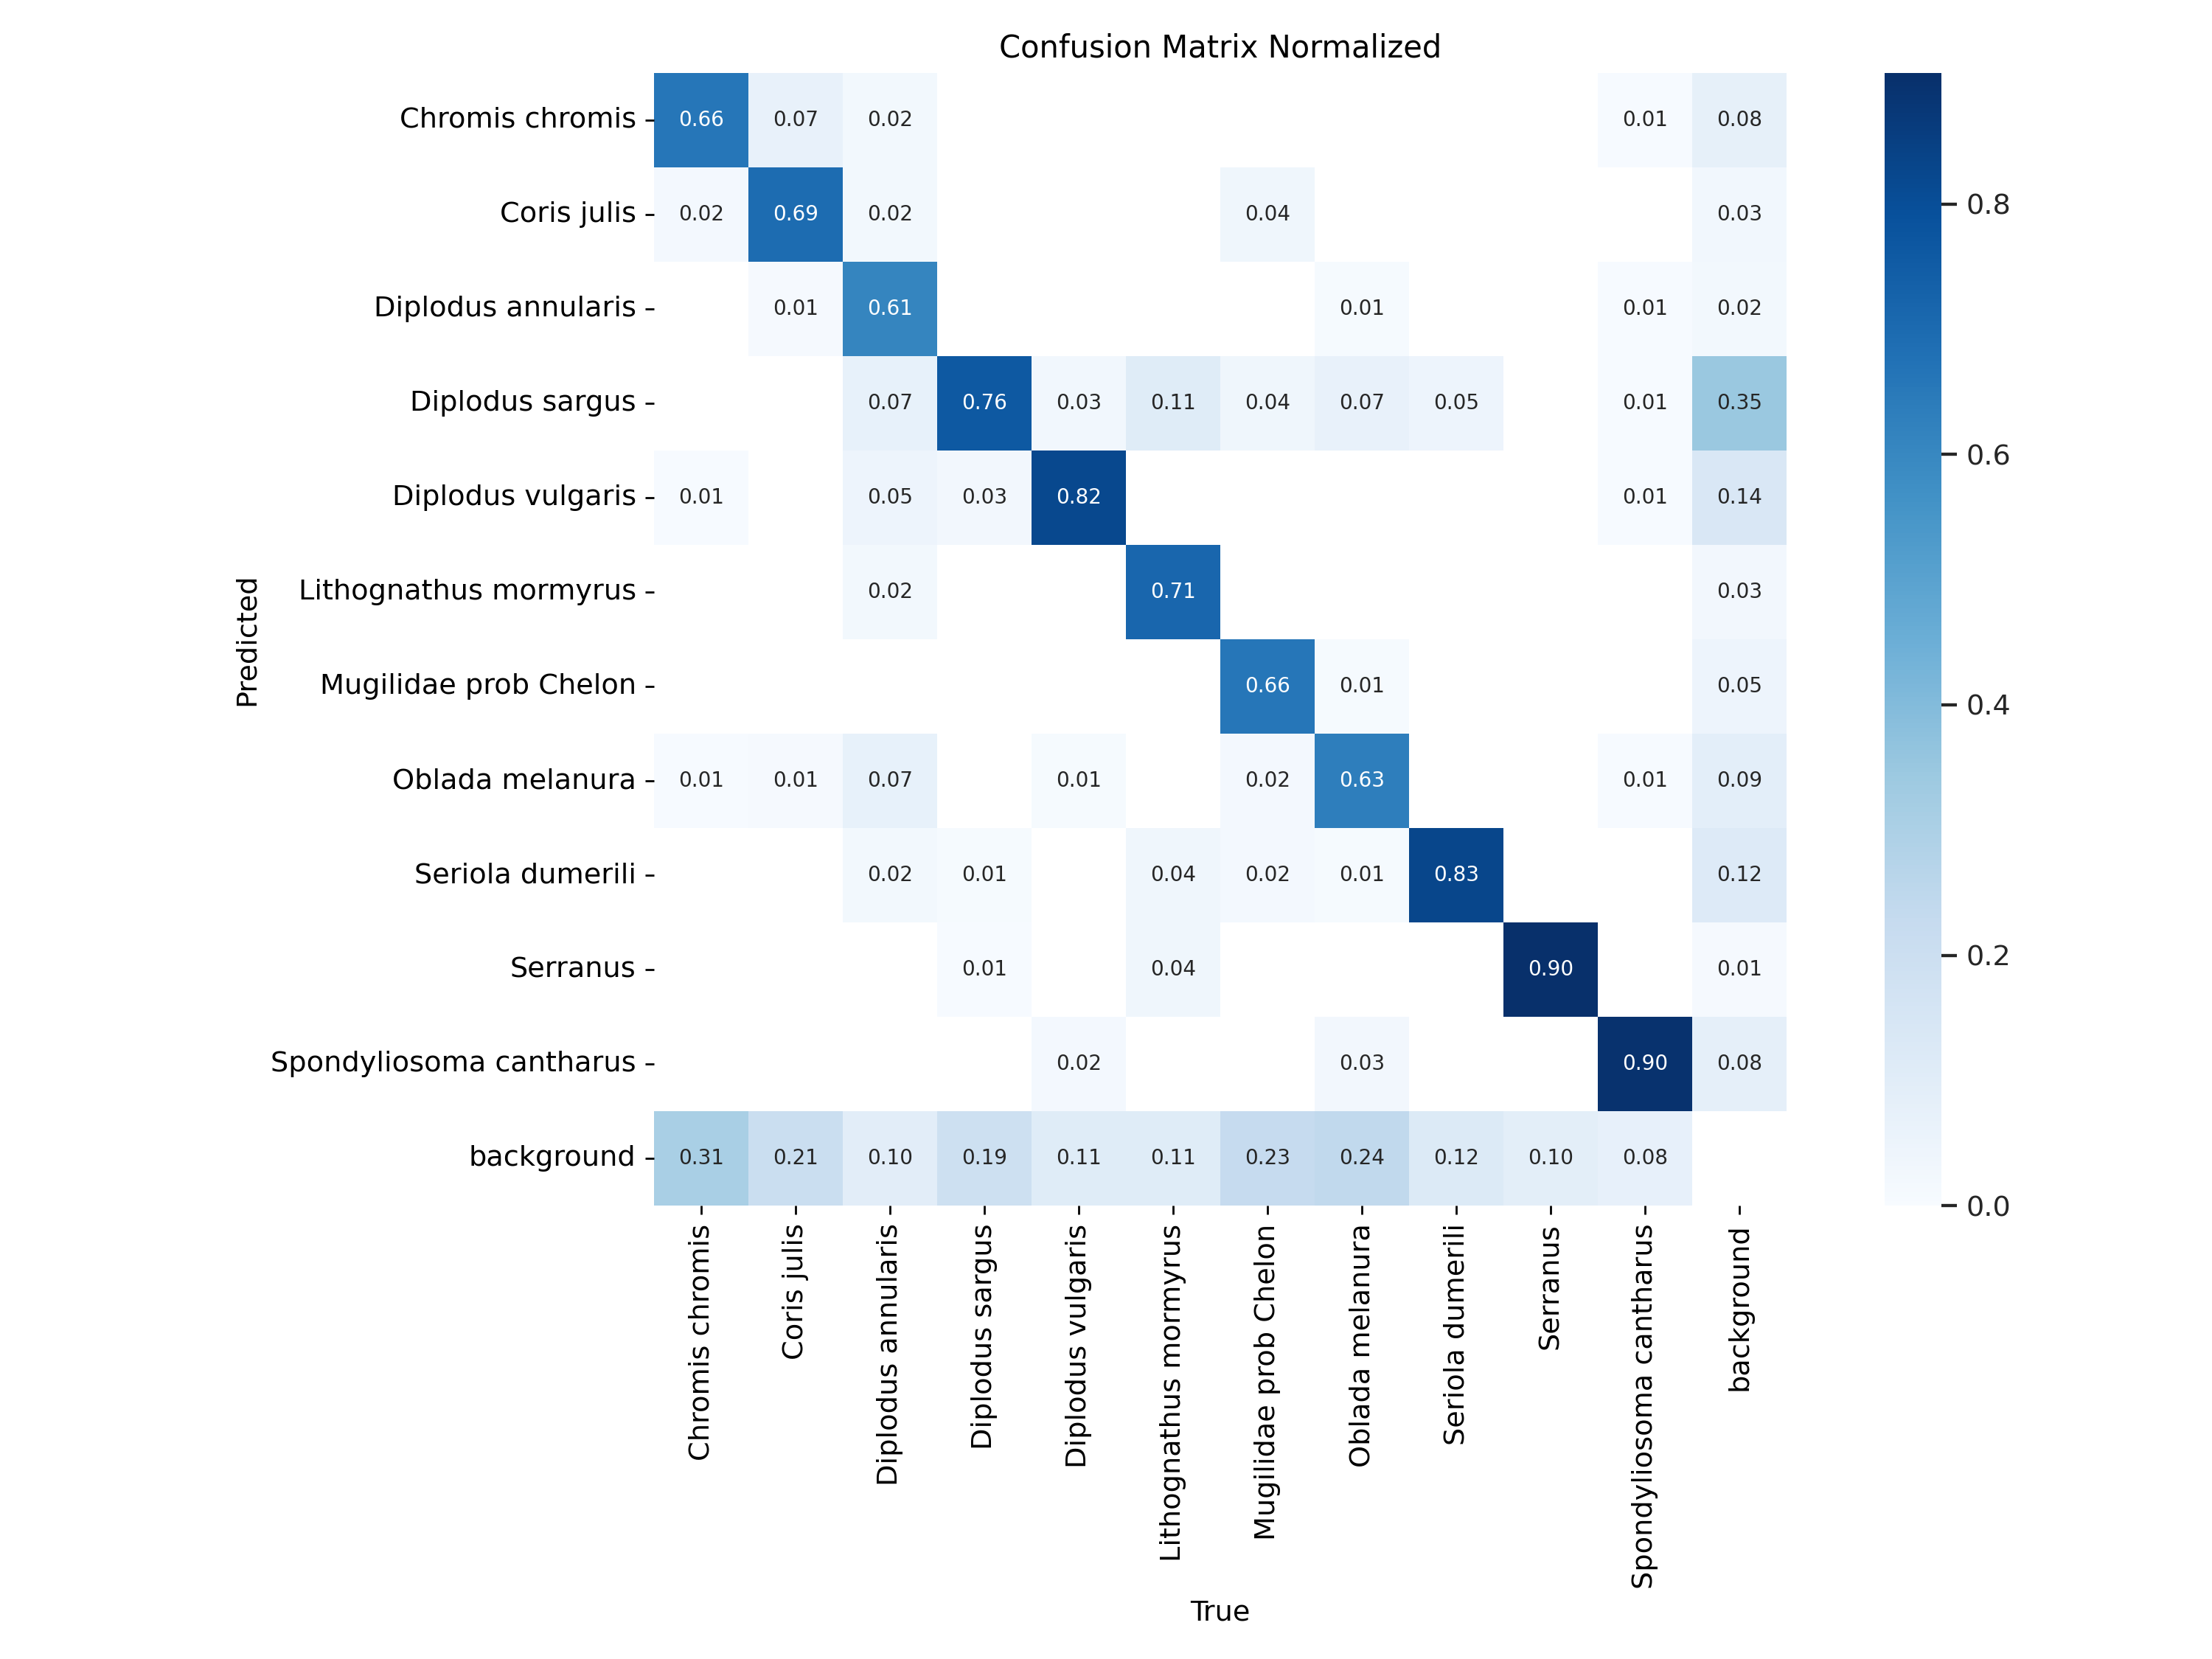 Confusion Matrix Normalized
Chromis chromis 0.66 0.07 0.02 0.01 0.08
Coris julis 0.02 0.69 0.02 0.04 0.03
0.8
Diplodus annularis 0.01 0.61 0.01 0.01 0.02
Diplodus sargus 0.07 0.76 0.03 0.11 0.04 0.07 0.05 0.01 0.35
0.6
Diplodus vulgaris 0.01 0.05 0.03 0.82 0.01 0.14
Lithognathus mormyrus 0.02 0.71 0.03
Predicted
Mugilidae prob Chelon 0.66 0.01 0.05
0.4
Oblada melanura 0.01 0.01 0.07 0.01 0.02 0.63 0.01 0.09
Seriola dumerili 0.02 0.01 0.04 0.02 0.01 0.83 0.12
0.2
Serranus 0.01 0.04 0.90 0.01
Spondyliosoma cantharus 0.02 0.03 0.90 0.08
background 0.31 0.21 0.10 0.19 0.11 0.11 0.23 0.24 0.12 0.10 0.08
0.0
Chromis chromis
Coris julis
Diplodus annularis
Diplodus sargus
Diplodus vulgaris
Lithognathus mormyrus
Mugilidae prob Chelon
Oblada melanura
Seriola dumerili
Serranus
Spondyliosoma cantharus
background
True